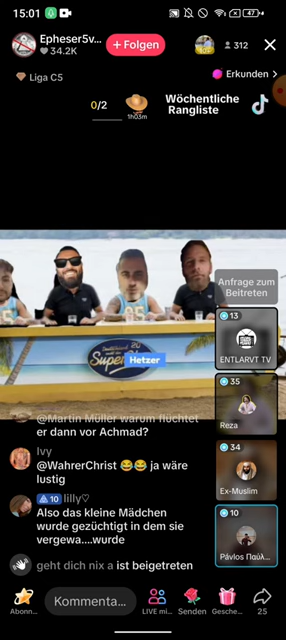 15:01
47
Epheser5v...
34.2K
+ Folgen
312
Liga C5
Erkunden >
0/2
1h03m
Wöchentliche
Rangliste
Anfrage zum
Beitreten
13
ENTLARVT TV
Super
Hetzer
35
Reza
@Martin Müller warum flüchtet
er dann vor Achmad?
Ivy
@WahrerChrist 😂😂 ja wäre
lustig
34
Ex-Muslim
10 lilly♡
Also das kleine Mädchen
wurde gezüchtigt in dem sie
vergewa....wurde
10
Pávlos Παύλ...
geht dich nix a ist beigetreten
Abonn...
Kommenta...
LIVE mi...
Senden
Gesche...
25